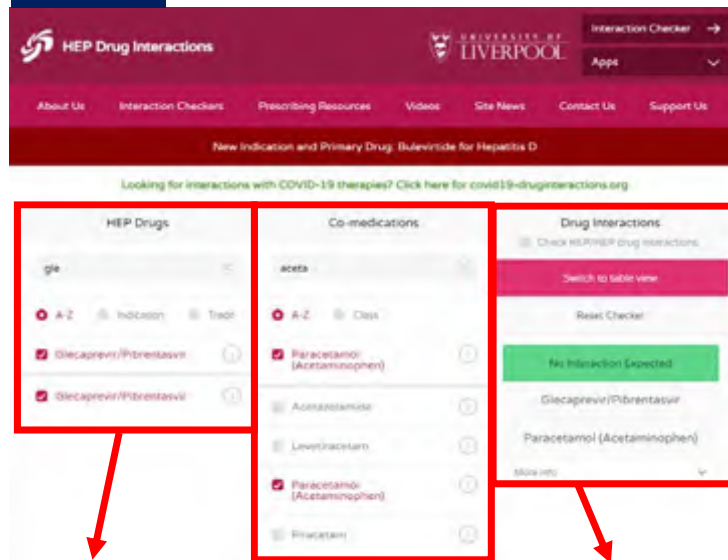 HEP Drug Interactions
UNIVERSITY OF
LIVERPOOL
Interaction Checker →
Apps
About Us Interaction Checkers Prescribing Resources Videos Site News Contact Us Support Us
New Indication and Primary Drug: Bulevirtide for Hepatitis D
Looking for interactions with COVID-19 therapies? Click here for covid19-druginteractions.org
HEP Drugs
gle
A-Z Indication Trade
Glecaprevir/Pibrentasvir
Glecaprevir/Pibrentasvir
Co-medications
aceta
A-Z Class
Paracetamol
(Acetaminophen)
Acetazolamide
Levetiracetam
Paracetamol
(Acetaminophen)
Piracetam
Drug Interactions
Check HEP/HEP drug interactions
Switch to table view
Reset Checker
No Interaction Expected
Glecaprevir/Pibrentasvir
Paracetamol (Acetaminophen)
More info